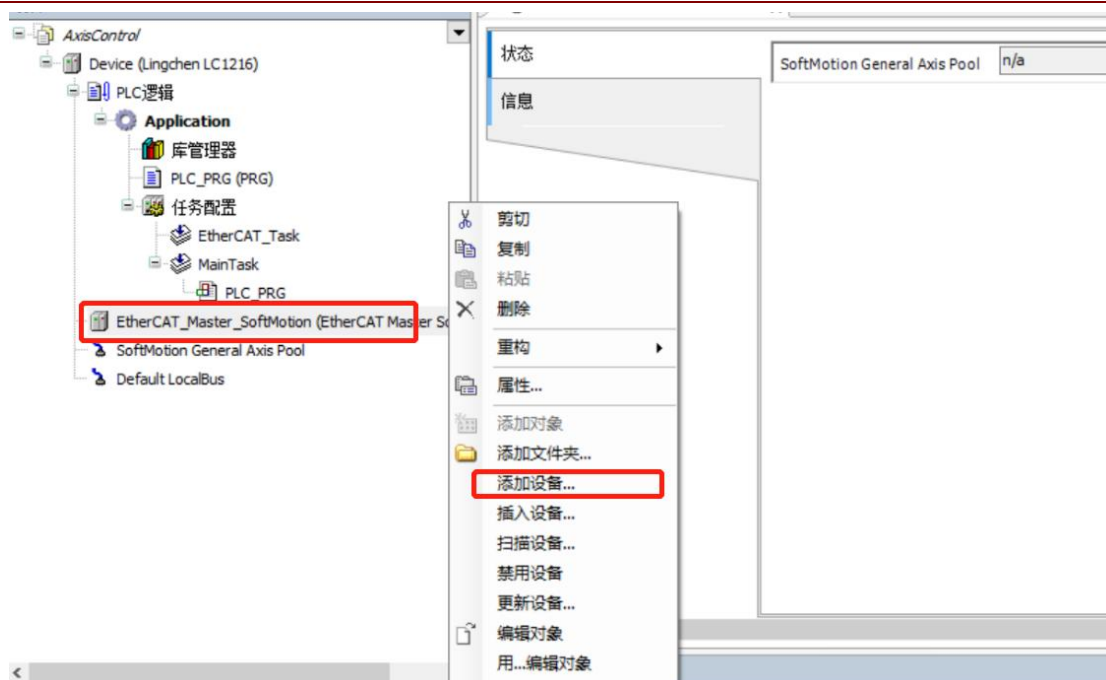 AxisControl
Device (Lingchen LC1216)
PLC逻辑
Application
库管理器
PLC_PRG (PRG)
任务配置
EtherCAT_Task
MainTask
PLC_PRG
EtherCAT_Master_SoftMotion (EtherCAT Master So
SoftMotion General Axis Pool
Default LocalBus
状态
信息
SoftMotion General Axis Pool n/a
剪切
复制
粘贴
删除
重构
属性...
添加对象
添加文件夹...
添加设备...
插入设备...
扫描设备...
禁用设备
更新设备...
编辑对象
用...编辑对象